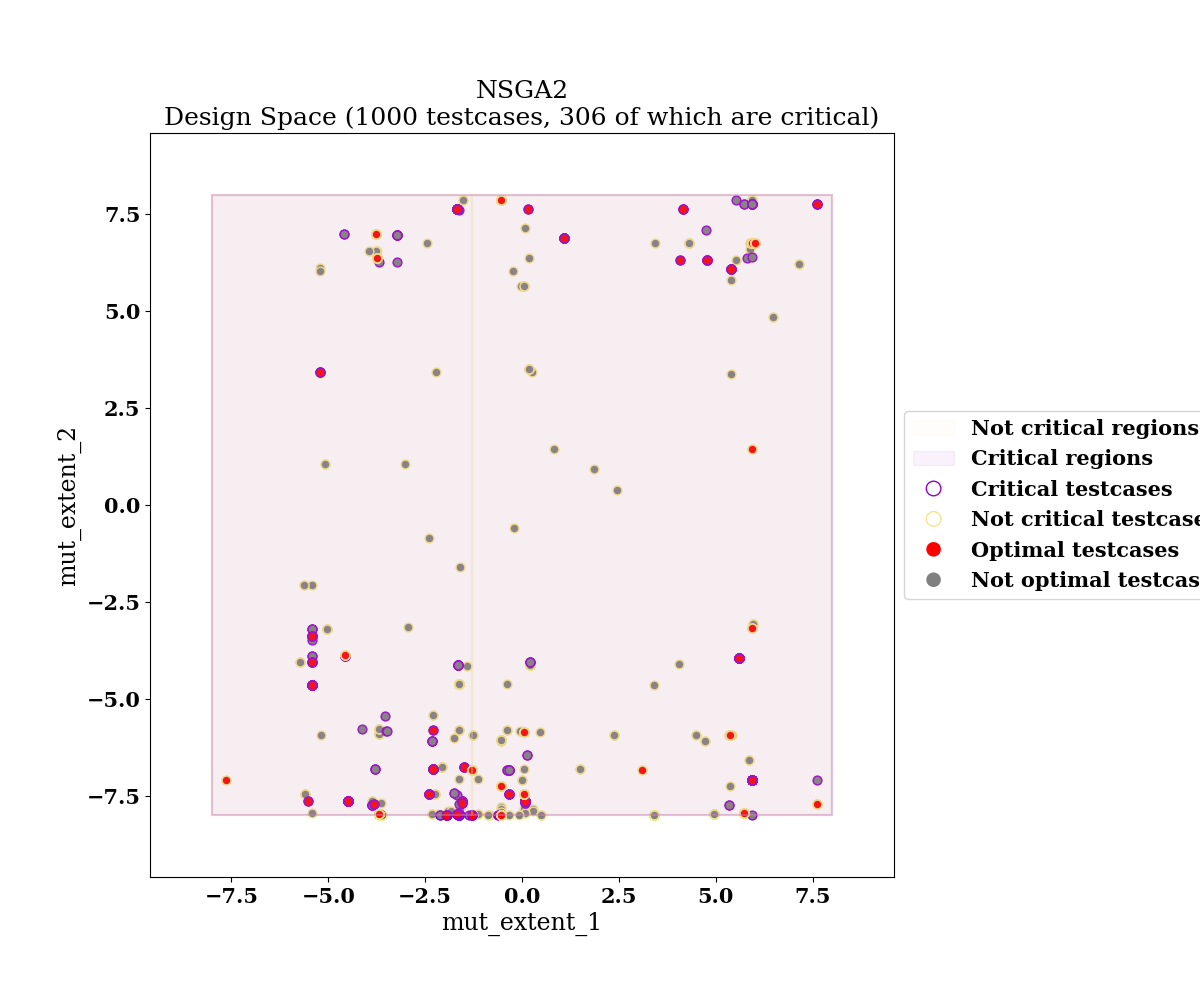 NSGA2
Design Space (1000 testcases, 306 of which are critical)
7.5
5.0
2.5
0.0
−2.5
−5.0
−7.5
mut_extent_2
−7.5 −5.0 −2.5 0.0 2.5 5.0 7.5
mut_extent_1
Not critical regions
Critical regions
Critical testcases
Not critical testcase
Optimal testcases
Not optimal testcas